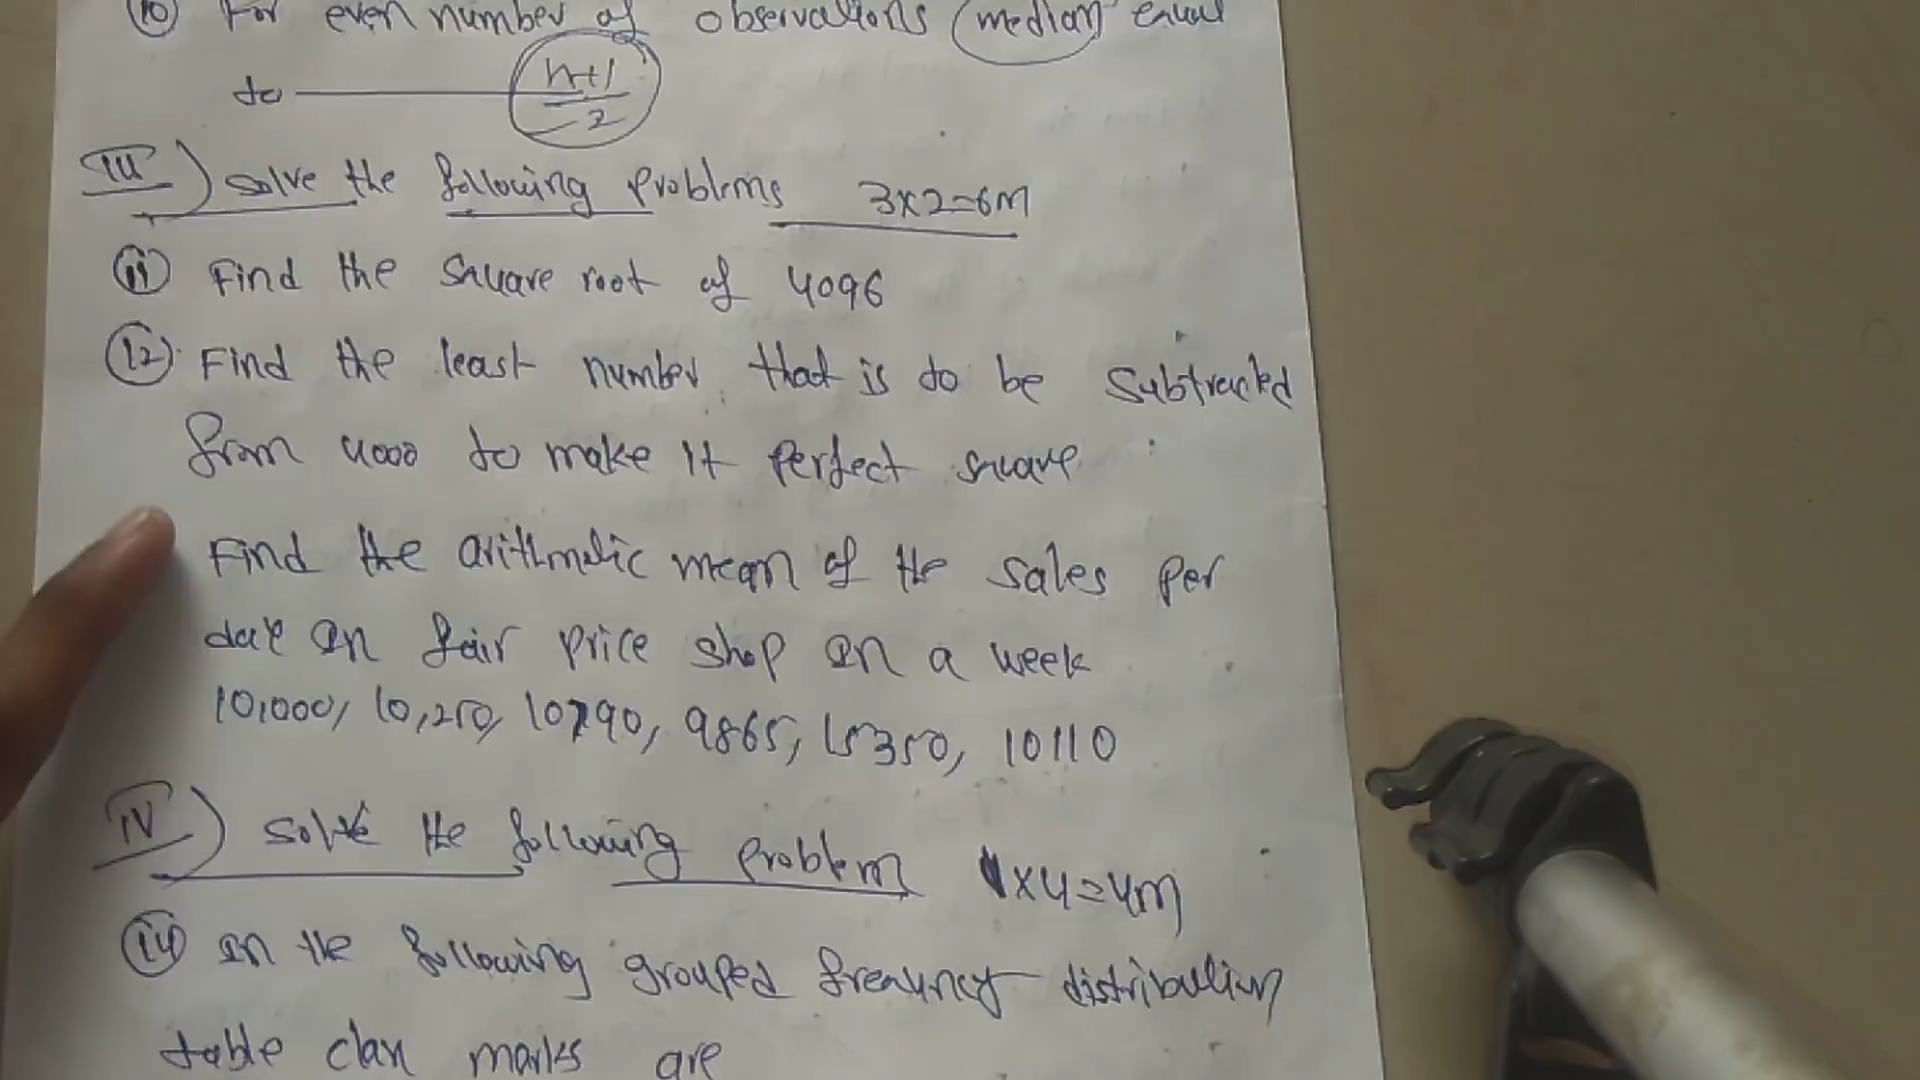 (10) For even number of observations (median) equal
to ———— n+1/2
III) solve the following problems 3x2=6M
(11) Find the square root of 4096
(12) Find the least number that is to be subtracted
from 4000 to make it perfect square
Find the arithmetic mean of the sales per
day in fair price shop in a week
10,000, 10,250, 10790, 9865, 15350, 10110
IV) solve the following problem 1x4=4M
(14) In the following grouped frequncy distribution
table class marks are